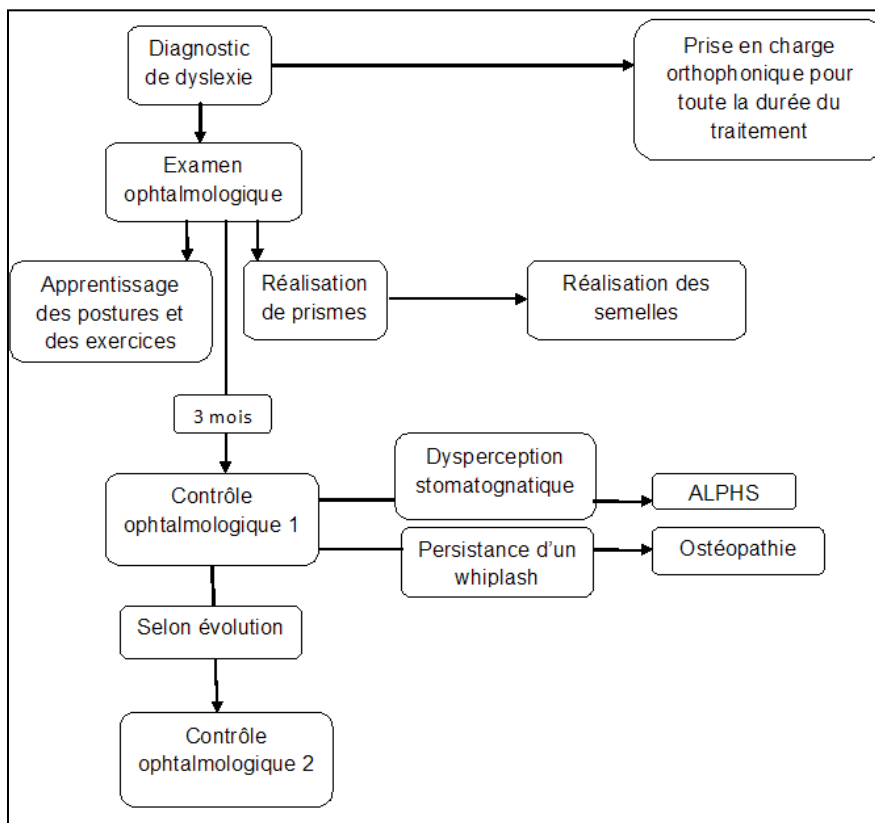 Diagnostic
de dyslexie
Prise en charge
orthophonique pour
toute la durée du
traitement
Examen
ophtalmologique
Apprentissage
des postures et
des exercices
Réalisation
de prismes
Réalisation des
semelles
3 mois
Contrôle
ophtalmologique 1
Dysperception
stomatognatique
ALPHS
Persistance d'un
whiplash
Ostéopathie
Selon évolution
Contrôle
ophtalmologique 2